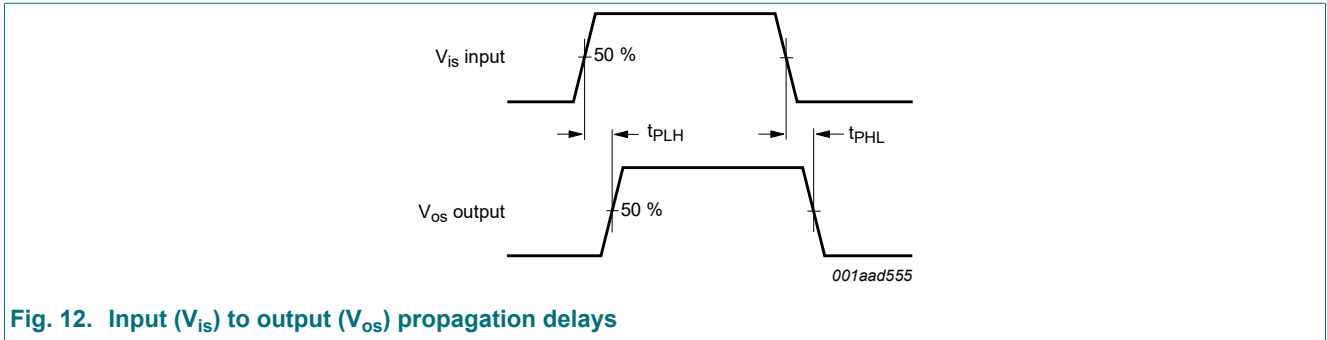 V_is input
50 %
t_PLH
t_PHL
V_os output
50 %
001aad555
Fig. 12. Input (V_is) to output (V_os) propagation delays